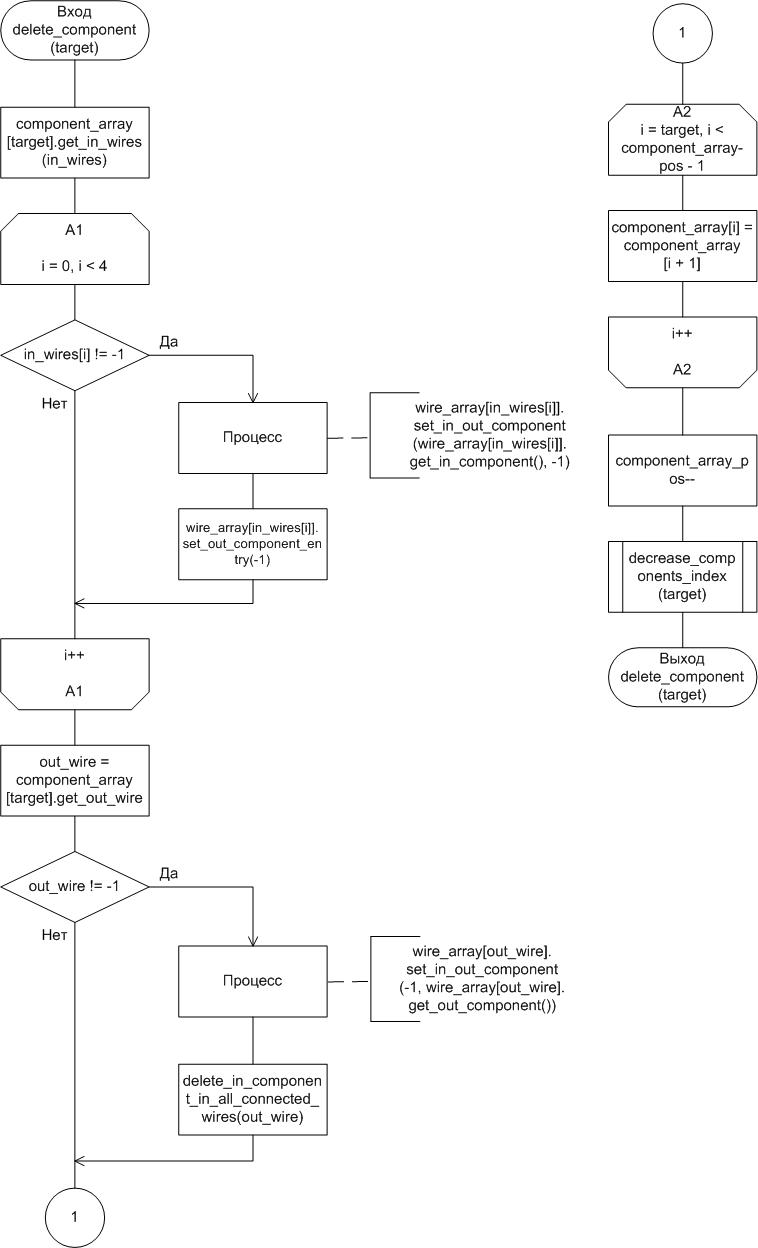 Вход
delete_component
(target)
component_array
[target].get_in_wires
(in_wires)
A1
i = 0, i < 4
in_wires[i] != -1
Да
Нет
Процесс
wire_array[in_wires[i]].
set_in_out_component
(wire_array[in_wires[i]].
get_in_component(), -1)
wire_array[in_wires[i]].
set_out_component_en
try(-1)
i++
A1
out_wire =
component_array
[target].get_out_wire
out_wire != -1
Да
Нет
Процесс
wire_array[out_wire].
set_in_out_component
(-1, wire_array[out_wire].
get_out_component())
delete_in_componen
t_in_all_connected_
wires(out_wire)
1
1
A2
i = target, i <
component_array-
pos - 1
component_array[i] =
component_array
[i + 1]
i++
A2
component_array_p
os--
decrease_comp
onents_index
(target)
Выход
delete_component
(target)